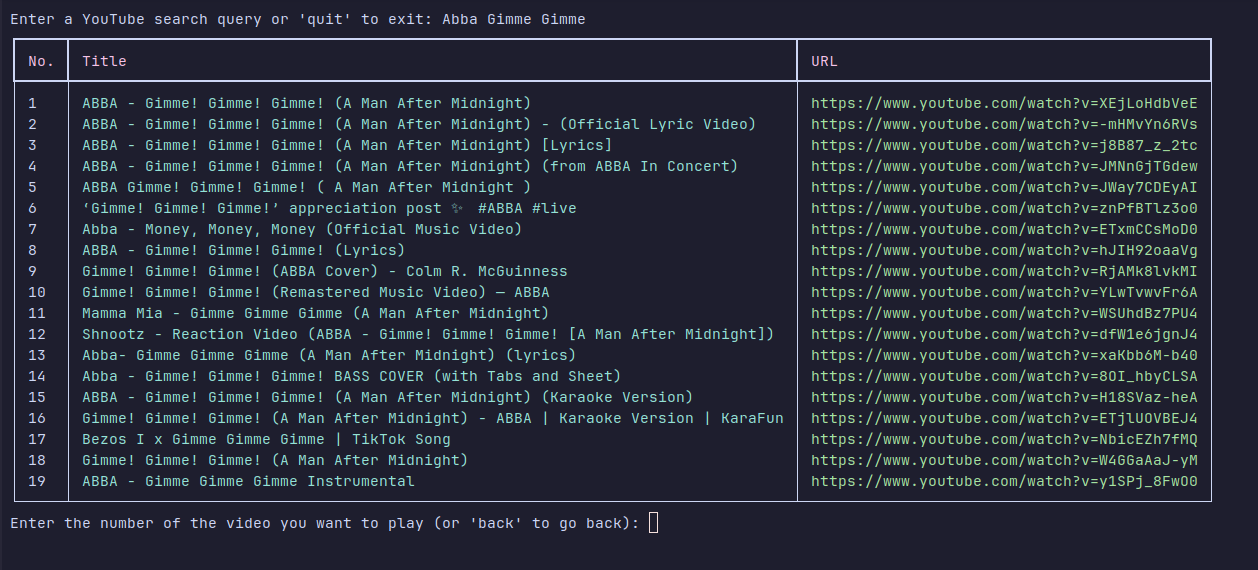 Enter a YouTube search query or 'quit' to exit: Abba Gimme Gimme
No. Title URL
1 ABBA - Gimme! Gimme! Gimme! (A Man After Midnight) https://www.youtube.com/watch?v=XEjLoHdbVeE
2 ABBA - Gimme! Gimme! Gimme! (A Man After Midnight) - (Official Lyric Video) https://www.youtube.com/watch?v=-mHMvYn6RVs
3 ABBA - Gimme! Gimme! Gimme! (A Man After Midnight) [Lyrics] https://www.youtube.com/watch?v=j8B87_z_2tc
4 ABBA - Gimme! Gimme! Gimme! (A Man After Midnight) (from ABBA In Concert) https://www.youtube.com/watch?v=JMNnGjTGdew
5 ABBA Gimme! Gimme! Gimme! ( A Man After Midnight ) https://www.youtube.com/watch?v=JWay7CDEyAI
6 ‘Gimme! Gimme! Gimme!’ appreciation post ✨ #ABBA #live https://www.youtube.com/watch?v=znPfBTlz3o0
7 Abba - Money, Money, Money (Official Music Video) https://www.youtube.com/watch?v=ETxmCCsMoD0
8 ABBA - Gimme! Gimme! Gimme! (Lyrics) https://www.youtube.com/watch?v=hJIH92oaaVg
9 Gimme! Gimme! Gimme! (ABBA Cover) - Colm R. McGuinness https://www.youtube.com/watch?v=RjAMk8lvkMI
10 Gimme! Gimme! Gimme! (Remastered Music Video) — ABBA https://www.youtube.com/watch?v=YLwTvwvFr6A
11 Mamma Mia - Gimme Gimme Gimme (A Man After Midnight) https://www.youtube.com/watch?v=WSUhdBz7PU4
12 Shnootz - Reaction Video (ABBA - Gimme! Gimme! Gimme! [A Man After Midnight]) https://www.youtube.com/watch?v=dfW1e6jgnJ4
13 Abba- Gimme Gimme Gimme (A Man After Midnight) (lyrics) https://www.youtube.com/watch?v=xaKbb6M-b40
14 Abba - Gimme! Gimme! Gimme! BASS COVER (with Tabs and Sheet) https://www.youtube.com/watch?v=8OI_hbyCLSA
15 ABBA - Gimme! Gimme! Gimme! (A Man After Midnight) (Karaoke Version) https://www.youtube.com/watch?v=H18SVaz-heA
16 Gimme! Gimme! Gimme! (A Man After Midnight) - ABBA | Karaoke Version | KaraFun https://www.youtube.com/watch?v=ETjlUOVBEJ4
17 Bezos I x Gimme Gimme Gimme | TikTok Song https://www.youtube.com/watch?v=NbicEZh7fMQ
18 Gimme! Gimme! Gimme! (A Man After Midnight) https://www.youtube.com/watch?v=W4GGaAaJ-yM
19 ABBA - Gimme Gimme Gimme Instrumental https://www.youtube.com/watch?v=y1SPj_8FwO0
Enter the number of the video you want to play (or 'back' to go back):